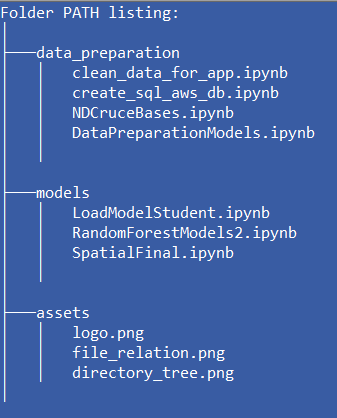 Folder PATH listing:
data_preparation
clean_data_for_app.ipynb
create_sql_aws_db.ipynb
NDCruceBases.ipynb
DataPreparationModels.ipynb
models
LoadModelStudent.ipynb
RandomForestModels2.ipynb
SpatialFinal.ipynb
assets
logo.png
file_relation.png
directory_tree.png